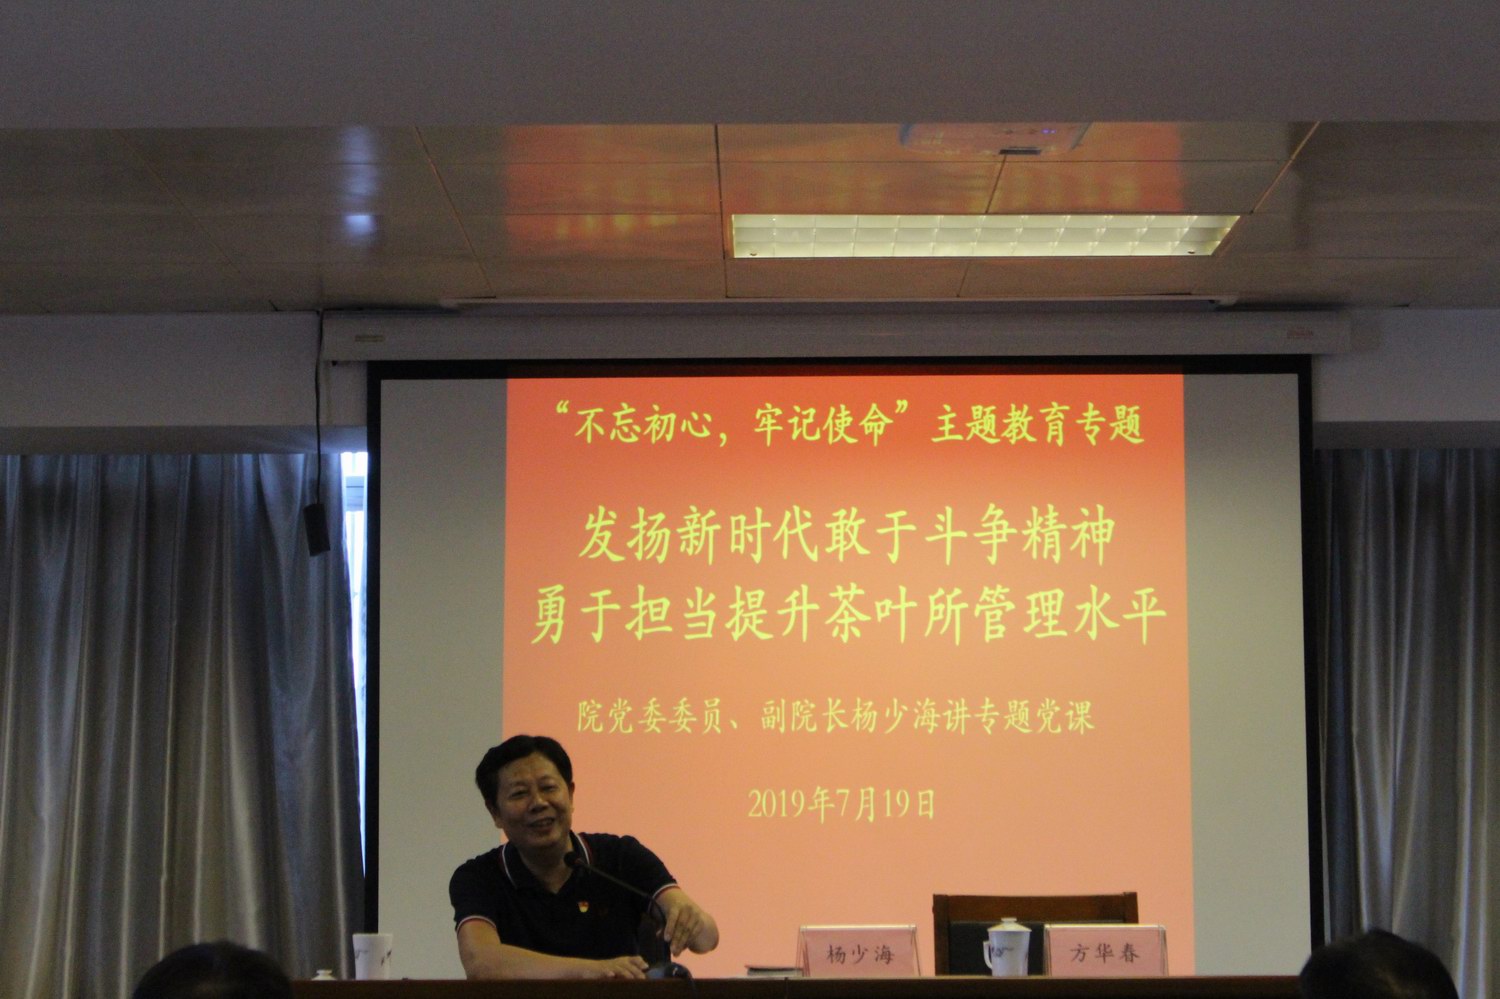 “不忘初心，牢记使命”主题教育专题
发扬新时代敢于斗争精神
勇于担当提升茶叶所管理水平
院党委委员、副院长杨少海讲专题党课
2019年7月19日
杨少海
方华春